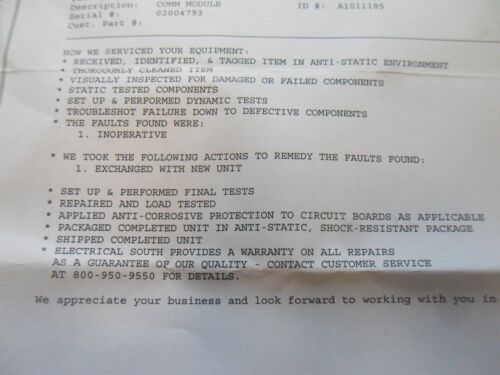 Description: COMM MODULE ID #: A1011185
Serial #: 02004793
Cust. Part #:
HOW WE SERVICED YOUR EQUIPMENT:
* RECEIVED, IDENTIFIED, & TAGGED ITEM IN ANTI-STATIC ENVIRONMENT
* THOROUGHLY CLEANED ITEM
* VISUALLY INSPECTED FOR DAMAGED OR FAILED COMPONENTS
* STATIC TESTED COMPONENTS
* SET UP & PERFORMED DYNAMIC TESTS
* TROUBLESHOT FAILURE DOWN TO DEFECTIVE COMPONENTS
* THE FAULTS FOUND WERE:
1. INOPERATIVE
* WE TOOK THE FOLLOWING ACTIONS TO REMEDY THE FAULTS FOUND:
1. EXCHANGED WITH NEW UNIT
* SET UP & PERFORMED FINAL TESTS
* REPAIRED AND LOAD TESTED
* APPLIED ANTI-CORROSIVE PROTECTION TO CIRCUIT BOARDS AS APPLICABLE
* PACKAGED COMPLETED UNIT IN ANTI-STATIC, SHOCK-RESISTANT PACKAGE
* SHIPPED COMPLETED UNIT
* ELECTRICAL SOUTH PROVIDES A WARRANTY ON ALL REPAIRS
AS A GUARANTEE OF OUR QUALITY - CONTACT CUSTOMER SERVICE
AT 800-950-9550 FOR DETAILS.
We appreciate your business and look forward to working with you in